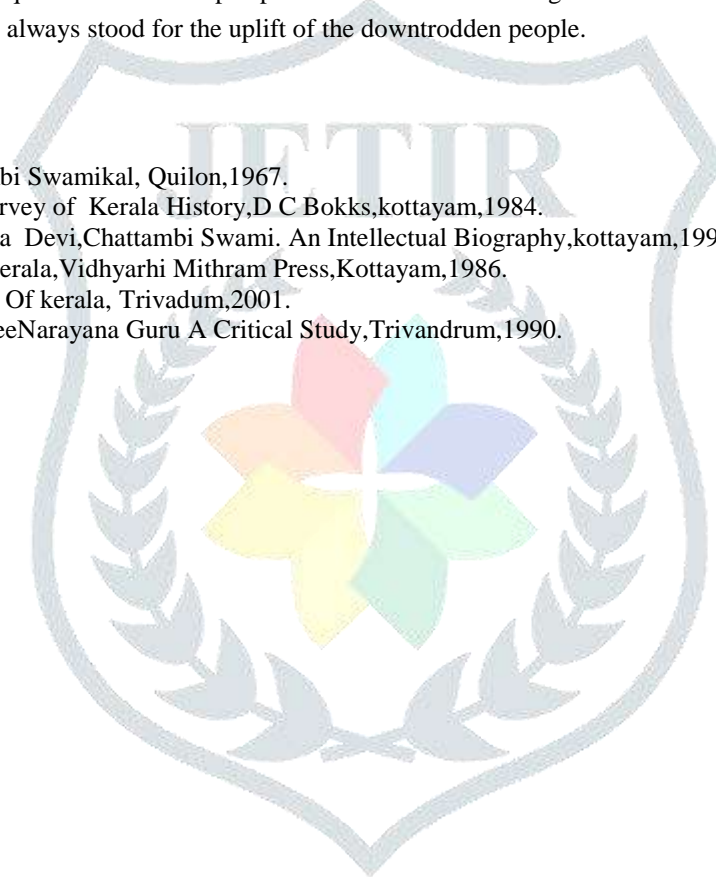 always stood for the uplift of the downtrodden people.
JETIR
bi Swamikal, Quilon,1967.
rvey of Kerala History,D C Bokks,kottayam,1984.
a Devi,Chattambi Swami. An Intellectual Biography,kottayam,199
erala,Vidhyarhi Mithram Press,Kottayam,1986.
Of kerala, Trivadum,2001.
eeNarayana Guru A Critical Study,Trivandrum,1990.